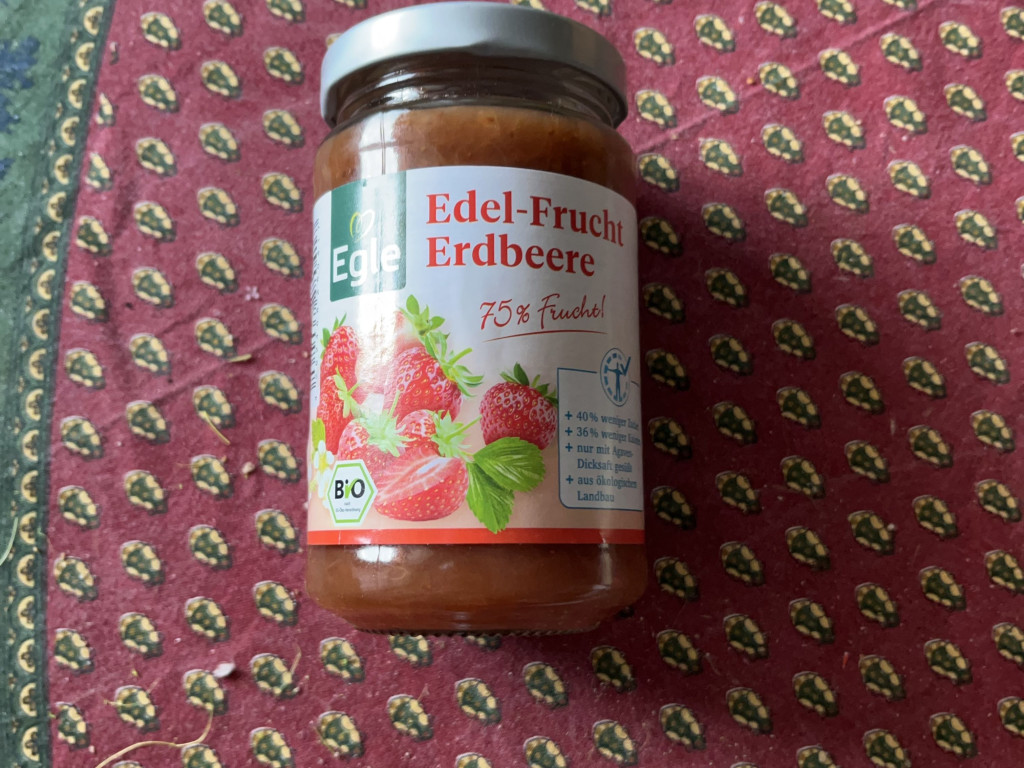 Egle
Edel-Frucht
Erdbeere
75% Frucht!
+ 40% weniger
+ 36% weniger
+ nur mit Agaven-
Dicksaft gesüßt
+ aus ökologischem
Landbau
BiO